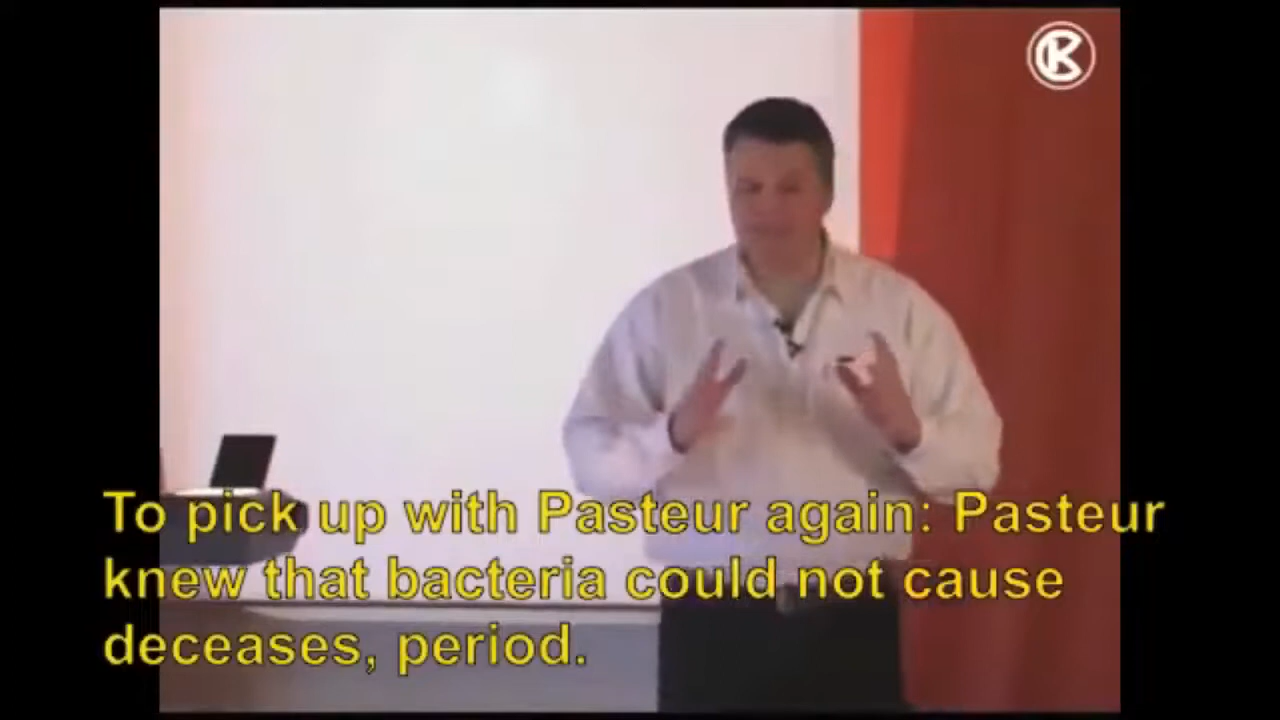 To pick up with Pasteur again: Pasteur
knew that bacteria could not cause
deceases, period.